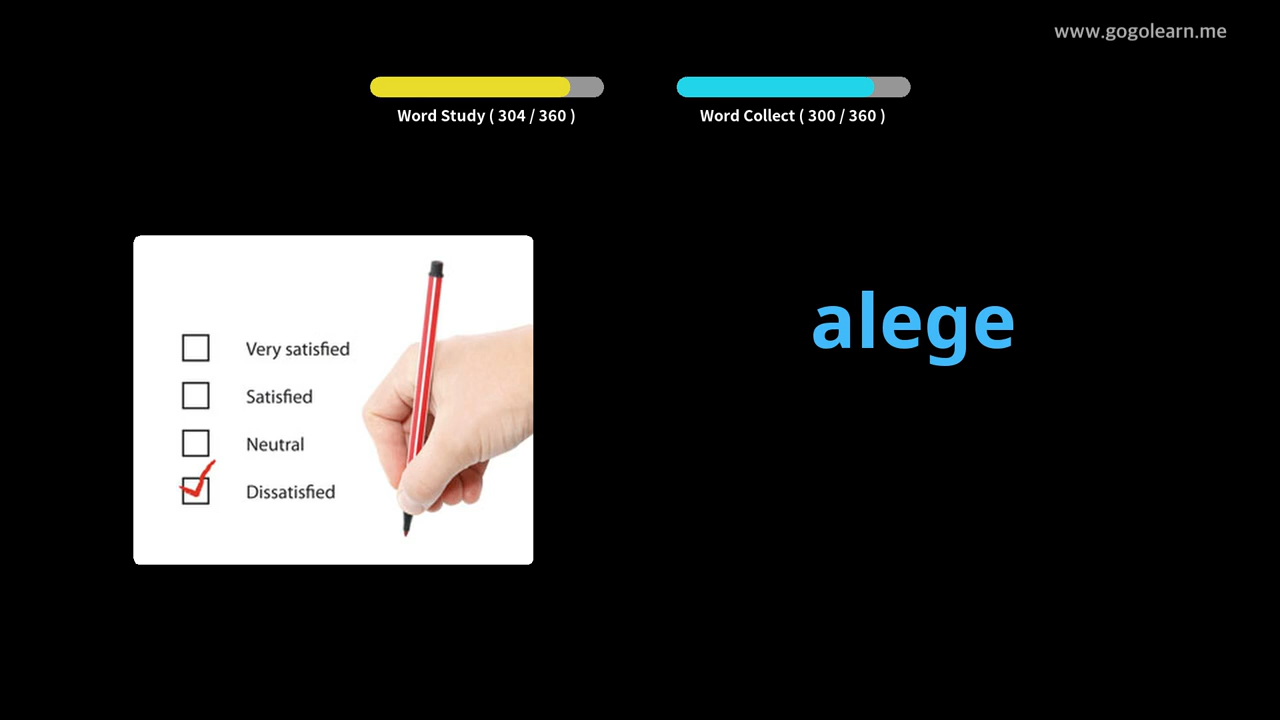 www.gogolearn.me
Word Study ( 304 / 360 )
Word Collect ( 300 / 360 )
Very satisfied
Satisfied
Neutral
Dissatisfied
alege